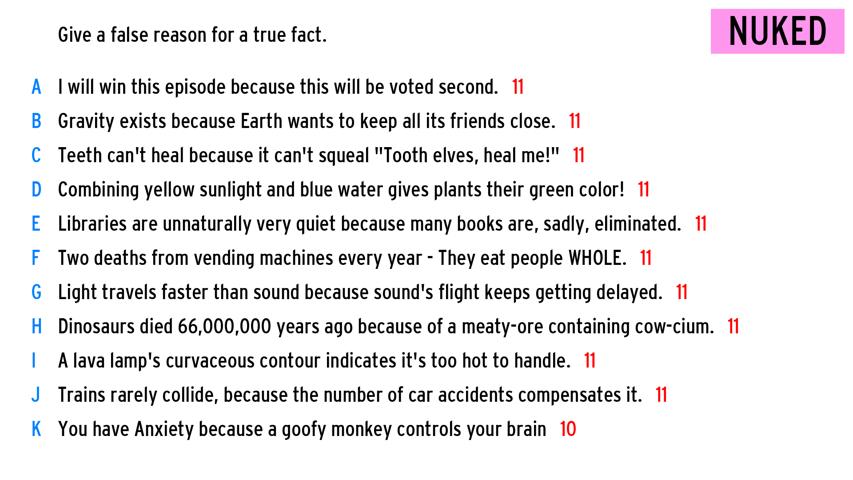 Give a false reason for a true fact.
NUKED
A I will win this episode because this will be voted second. 11
B Gravity exists because Earth wants to keep all its friends close. 11
C Teeth can't heal because it can't squeal "Tooth elves, heal me!" 11
D Combining yellow sunlight and blue water gives plants their green color! 11
E Libraries are unnaturally very quiet because many books are, sadly, eliminated. 11
F Two deaths from vending machines every year - They eat people WHOLE. 11
G Light travels faster than sound because sound's flight keeps getting delayed. 11
H Dinosaurs died 66,000,000 years ago because of a meaty-ore containing cow-cium. 11
I A lava lamp's curvaceous contour indicates it's too hot to handle. 11
J Trains rarely collide, because the number of car accidents compensates it. 11
K You have Anxiety because a goofy monkey controls your brain 10